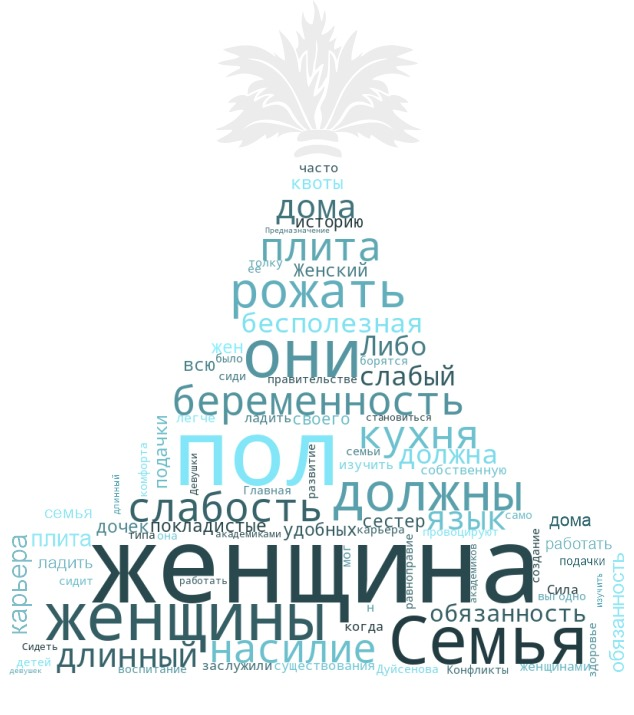 часто
квоты
дома
историю
Предназначение
плита
толку
ее
Женский
рожать
бесполезная
они
Либо
жен
было
борятся
всю
сиди
правительстве
слабый
беременность
легче
ладить
своего
становиться
пол
кухня
подачки
комфорта
Девушки
семьи
должна
изучить
собственную
развитие
Главная
должны
длинный
слабость
семья
дочек
покладистые
удобных
сестер
язык
само
дома
плита
типа
она
академиками
карьера
провоцируют
женщина
карьера
ладить
сидит
работать
мог
равноправие
академиков
создание
работать
подачки
Сила
выгодно
изучить
женщины
н
когда
обязанность
обязанность
Семья
Сидеть
длинный
насилие
детей
девушек
воспитание
заслужили
существования
Дуйсенова
Конфликты
женщинами
здоровье